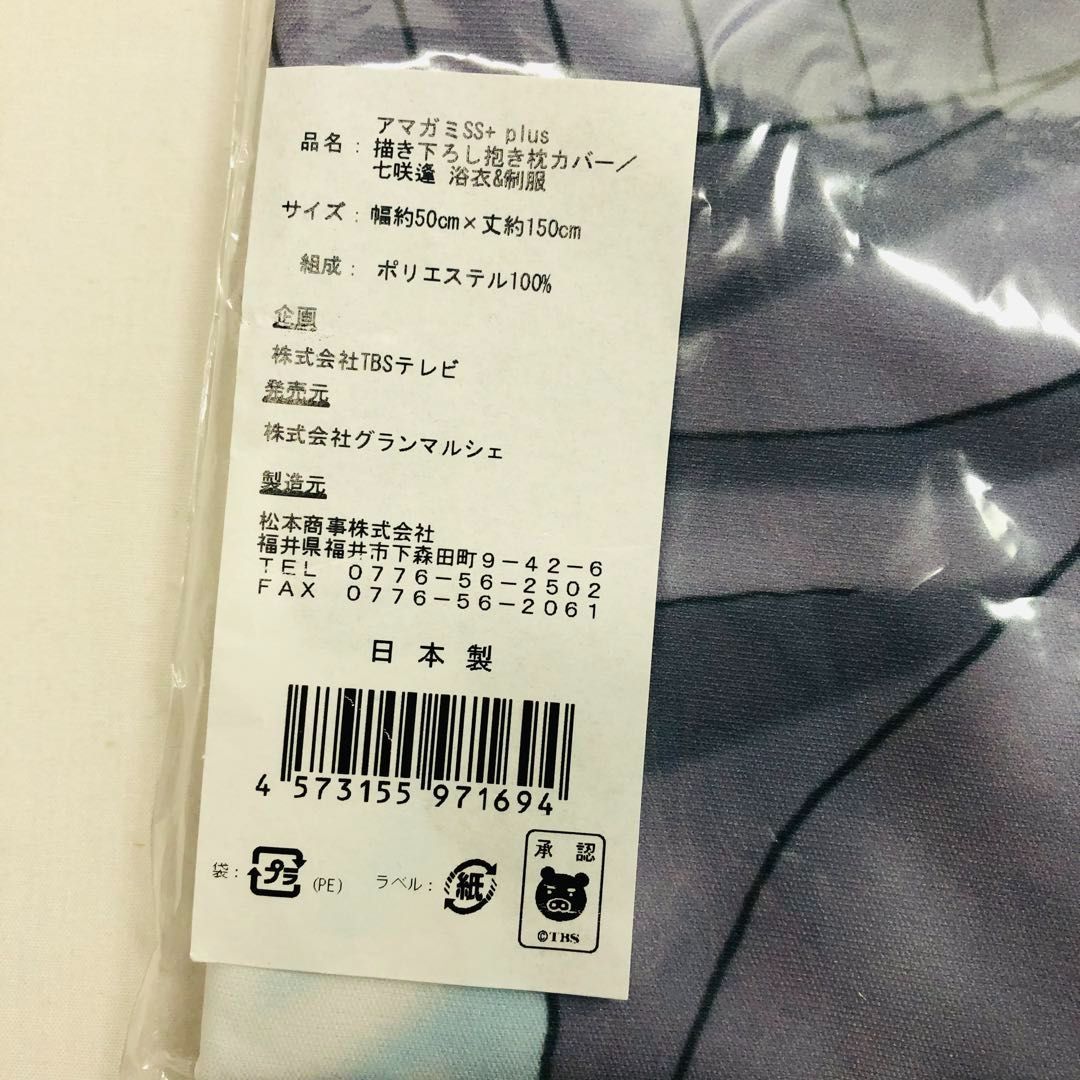 品名： アマガミSS+ plus
描き下ろし抱き枕カバー／
七咲逢 浴衣&制服
サイズ： 幅約50cm×丈約150cm
組成： ポリエステル100%
企画
株式会社TBSテレビ
発売元
株式会社グランマルシェ
製造元
松本商事株式会社
福井県福井市下森田町９－４２－６
ＴＥＬ ０７７６－５６－２５０２
ＦＡＸ ０７７６－５６－２０６１
日本製
4 573155 971694
袋： プラ (PE) ラベル： 紙
承認
©TBS